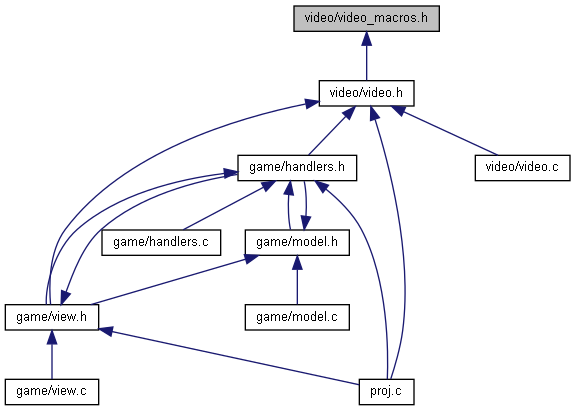 video/video_macros.h
video/video.h
game/handlers.h
video/video.c
game/handlers.c
game/model.h
game/view.h
game/model.c
game/view.c
proj.c